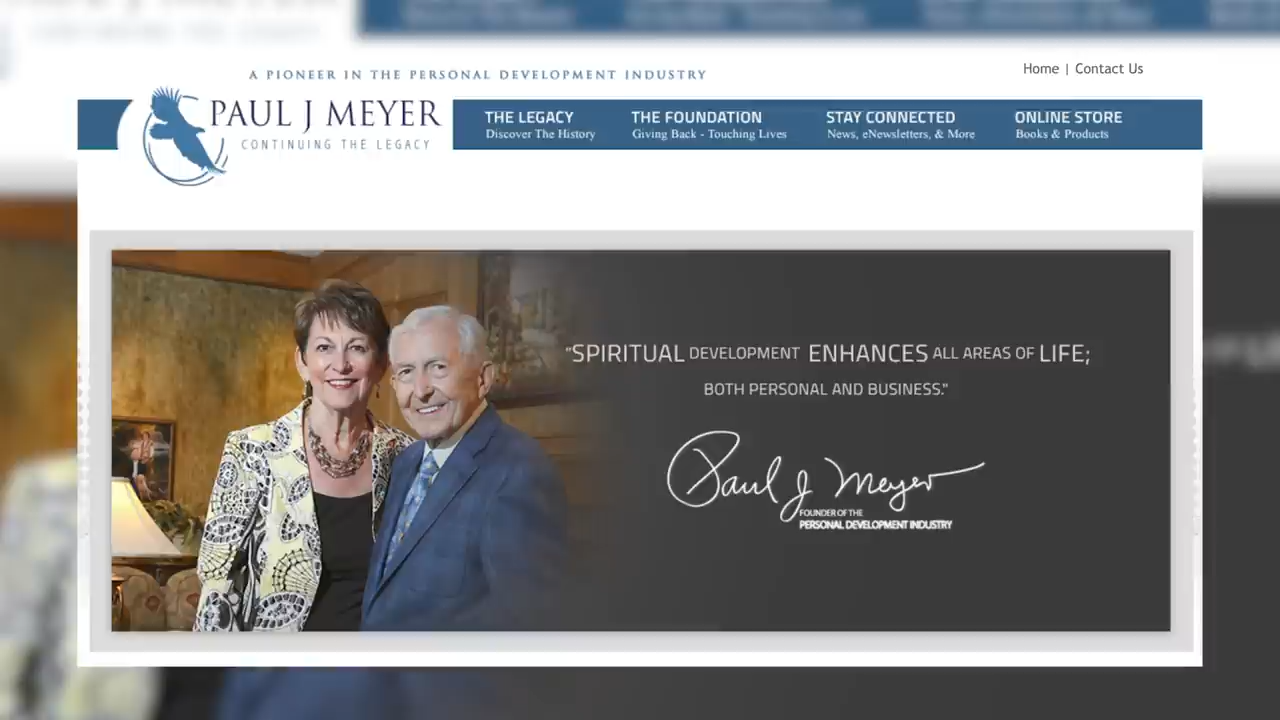 A PIONEER IN THE PERSONAL DEVELOPMENT INDUSTRY
Home | Contact Us
PAUL J MEYER
CONTINUING THE LEGACY
THE LEGACY
Discover The History
THE FOUNDATION
Giving Back - Touching Lives
STAY CONNECTED
News, eNewsletters, & More
ONLINE STORE
Books & Products
"SPIRITUAL DEVELOPMENT ENHANCES ALL AREAS OF LIFE;
BOTH PERSONAL AND BUSINESS."
Paul J Meyer
FOUNDER OF THE
PERSONAL DEVELOPMENT INDUSTRY